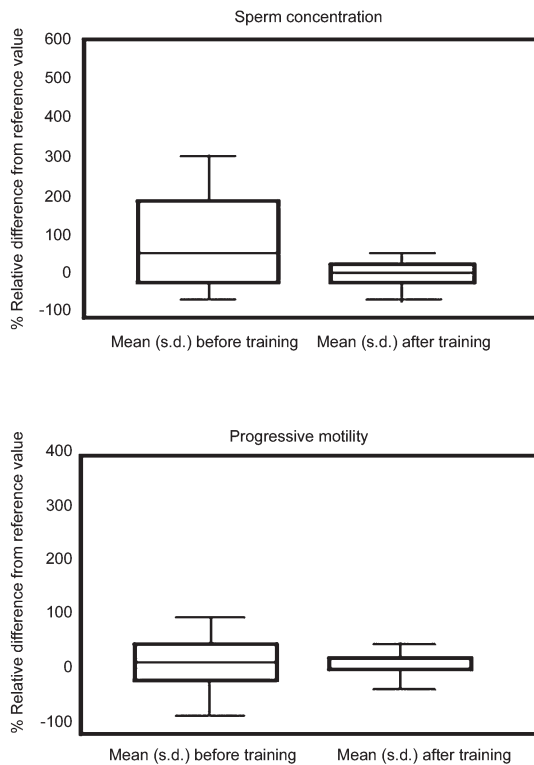 Sperm concentration
% Relative difference from reference value
600
500
400
300
200
100
0
-100
Mean (s.d.) before training
Mean (s.d.) after training
Progressive motility
% Relative difference from reference value
400
300
200
100
0
-100
Mean (s.d.) before training
Mean (s.d.) after training